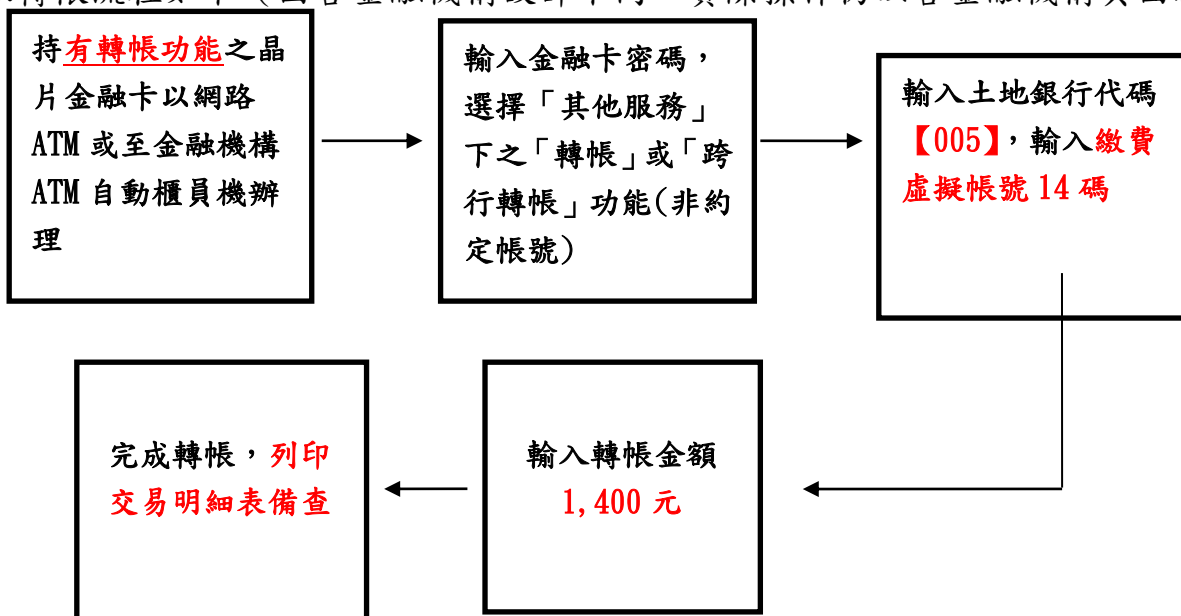 持有轉帳功能之晶
片金融卡以網路
ATM 或至金融機構
ATM 自動櫃員機辦
理
輸入金融卡密碼，
選擇「其他服務」
下之「轉帳」或「跨
行轉帳」功能(非約
定帳號)
輸入土地銀行代碼
【005】，輸入繳費
虛擬帳號 14 碼
輸入轉帳金額
1,400 元
完成轉帳，列印
交易明細表備查